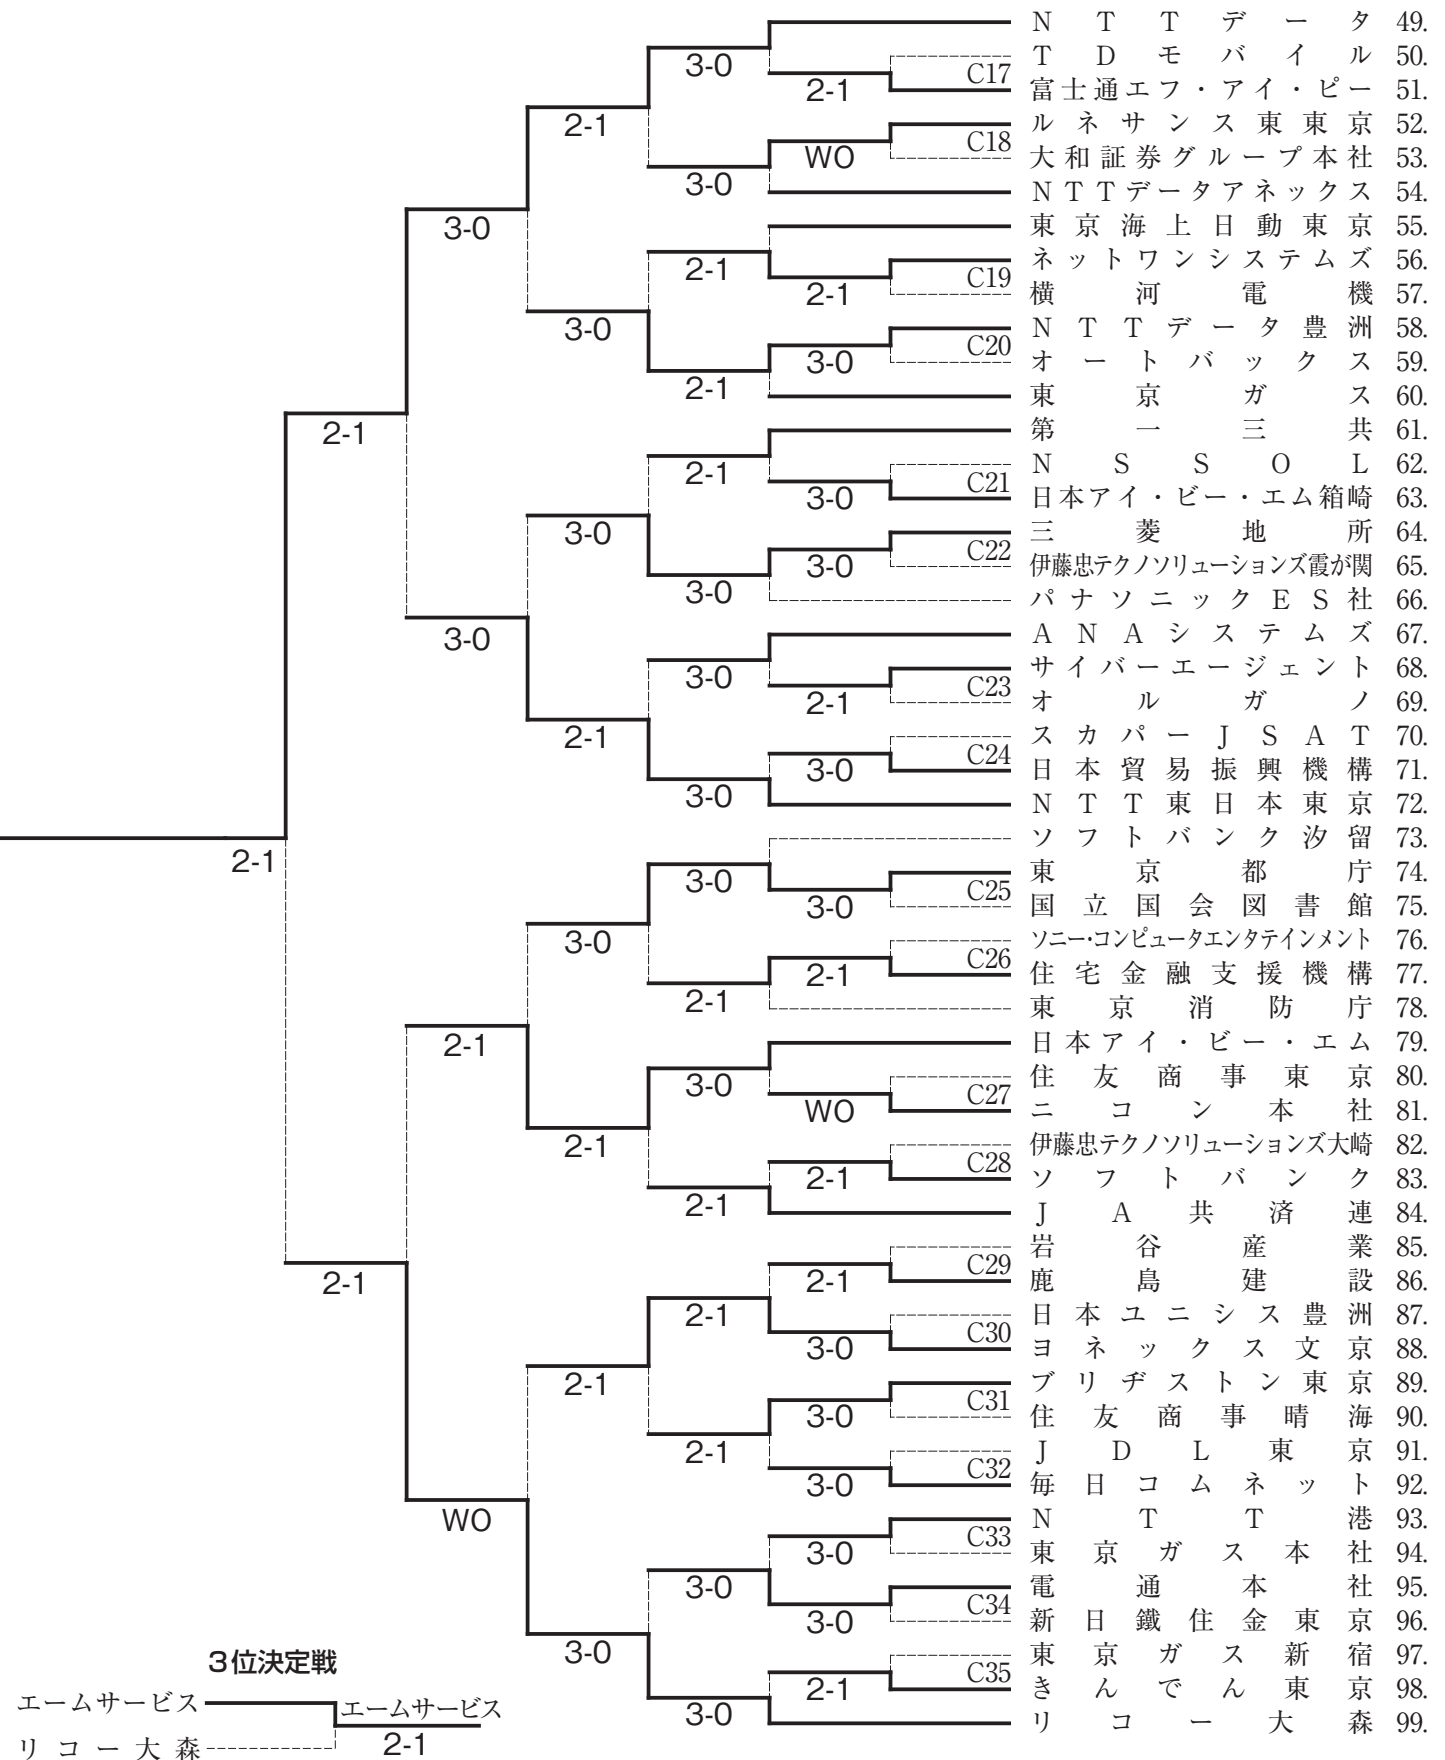 NTTデータ 49.
TDモバイル 50.
富士通エフ・アイ・ピー 51.
ルネサンス東東京 52.
大和証券グループ本社 53.
NTTデータアネックス 54.
東京海上日動東京 55.
ネットワンシステムズ 56.
横河電機 57.
NTTデータ豊洲 58.
オートバックス 59.
東京ガス 60.
第一三共 61.
NSSOL 62.
日本アイ・ビー・エム箱崎 63.
三菱地所 64.
伊藤忠テクノソリューションズ霞が関 65.
パナソニックES社 66.
ANAシステムズ 67.
サイバーエージェント 68.
オルガノ 69.
スカパーJSAT 70.
日本貿易振興機構 71.
NTT東日本東京 72.
ソフトバンク汐留 73.
東京都庁 74.
国立国会図書館 75.
ソニー・コンピュータエンタテインメント 76.
住宅金融支援機構 77.
東京消防庁 78.
日本アイ・ビー・エム 79.
住友商事東京 80.
ニコン本社 81.
伊藤忠テクノソリューションズ大崎 82.
ソフトバンク 83.
JA共済連 84.
岩谷産業 85.
鹿島建設 86.
日本ユニシス豊洲 87.
ヨネックス文京 88.
ブリヂストン東京 89.
住友商事晴海 90.
JDL東京 91.
毎日コムネット 92.
NTT港 93.
東京ガス本社 94.
電通本社 95.
新日鐵住金東京 96.
東京ガス新宿 97.
きんでん東京 98.
リコー大森 99.
C17
C18
C19
C20
C21
C22
C23
C24
C25
C26
C27
C28
C29
C30
C31
C32
C33
C34
C35
2-1
WO
2-1
3-0
3-0
3-0
2-1
3-0
3-0
2-1
WO
2-1
2-1
3-0
3-0
3-0
3-0
3-0
2-1
3-0
3-0
2-1
2-1
2-1
3-0
3-0
3-0
3-0
2-1
3-0
2-1
2-1
2-1
3-0
3-0
2-1
3-0
3-0
2-1
3-0
2-1
2-1
3-0
3-0
3-0
2-1
WO
2-1
2-1
2-1
3位決定戦
エームサービス
エームサービス
リコー大森
2-1